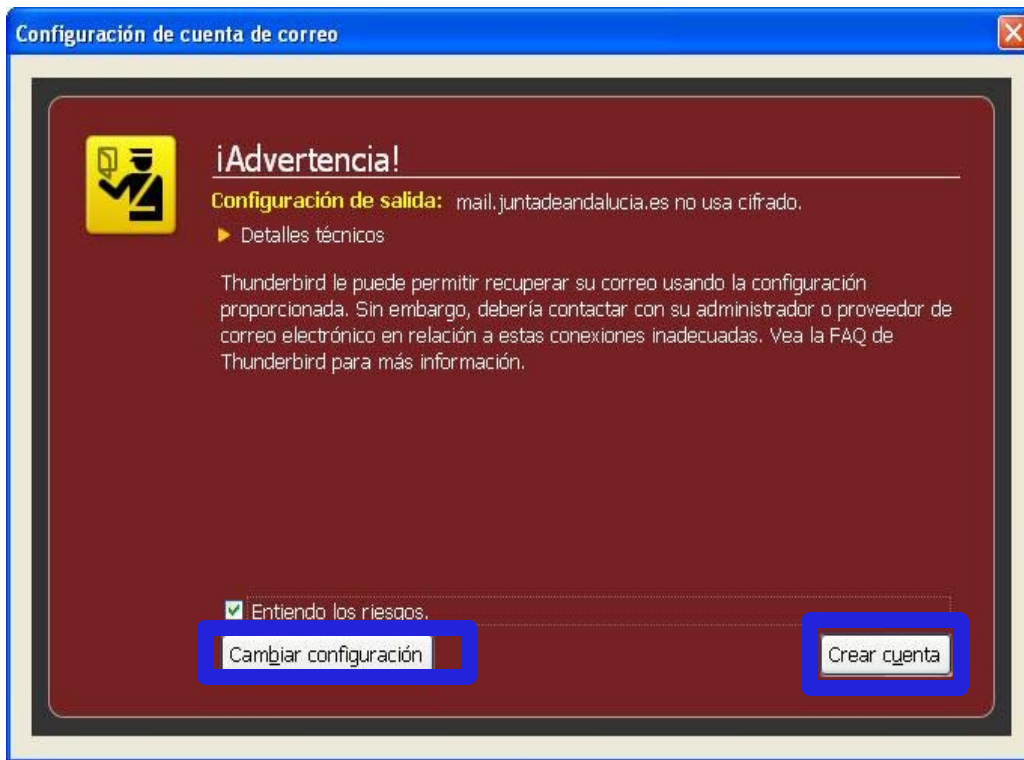 Configuración de cuenta de correo
¡Advertencia!
Configuración de salida: mail.juntadeandalucia.es no usa cifrado.
Detalles técnicos
Thunderbird le puede permitir recuperar su correo usando la configuración
proporcionada. Sin embargo, debería contactar con su administrador o proveedor de
correo electrónico en relación a estas conexiones inadecuadas. Vea la FAQ de
Thunderbird para más información.
Entiendo los riesgos.
Cambiar configuración
Crear cuenta